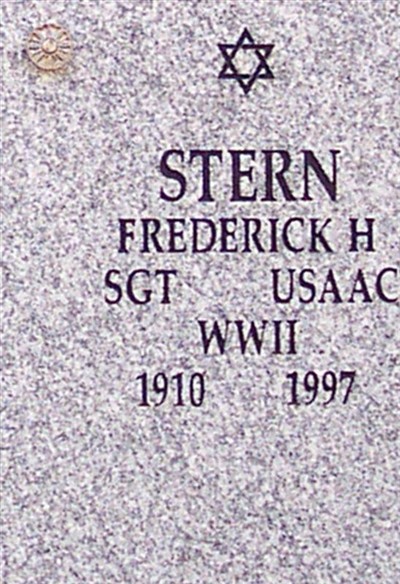 STERN
FREDERICK H
SGT USAAC
WWII
1910 1997